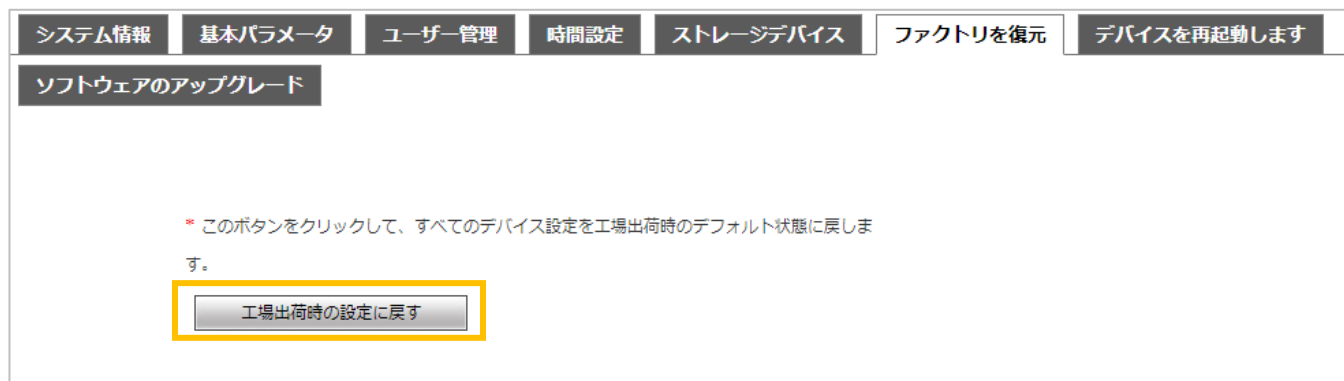 システム情報 基本パラメータ ユーザー管理 時間設定 ストレージデバイス ファクトリを復元 デバイスを再起動します
ソフトウェアのアップグレード
* このボタンをクリックして、すべてのデバイス設定を工場出荷時のデフォルト状態に戻しま
す。
工場出荷時の設定に戻す